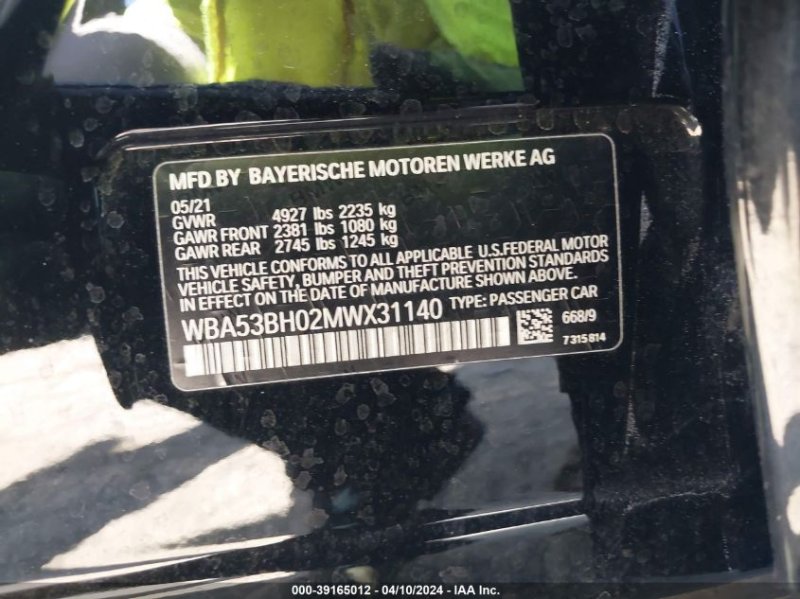 MFD BY BAYERISCHE MOTOREN WERKE AG
05/21
GVWR 4927 lbs 2235 kg
GAWR FRONT 2381 lbs 1080 kg
GAWR REAR 2745 lbs 1245 kg
THIS VEHICLE CONFORMS TO ALL APPLICABLE U.S.FEDERAL MOTOR
VEHICLE SAFETY, BUMPER AND THEFT PREVENTION STANDARDS
IN EFFECT ON THE DATE OF MANUFACTURE SHOWN ABOVE.
WBA53BH02MWX31140 TYPE: PASSENGER CAR
668/9
7315814
000-39165012 - 04/10/2024 - IAA Inc.